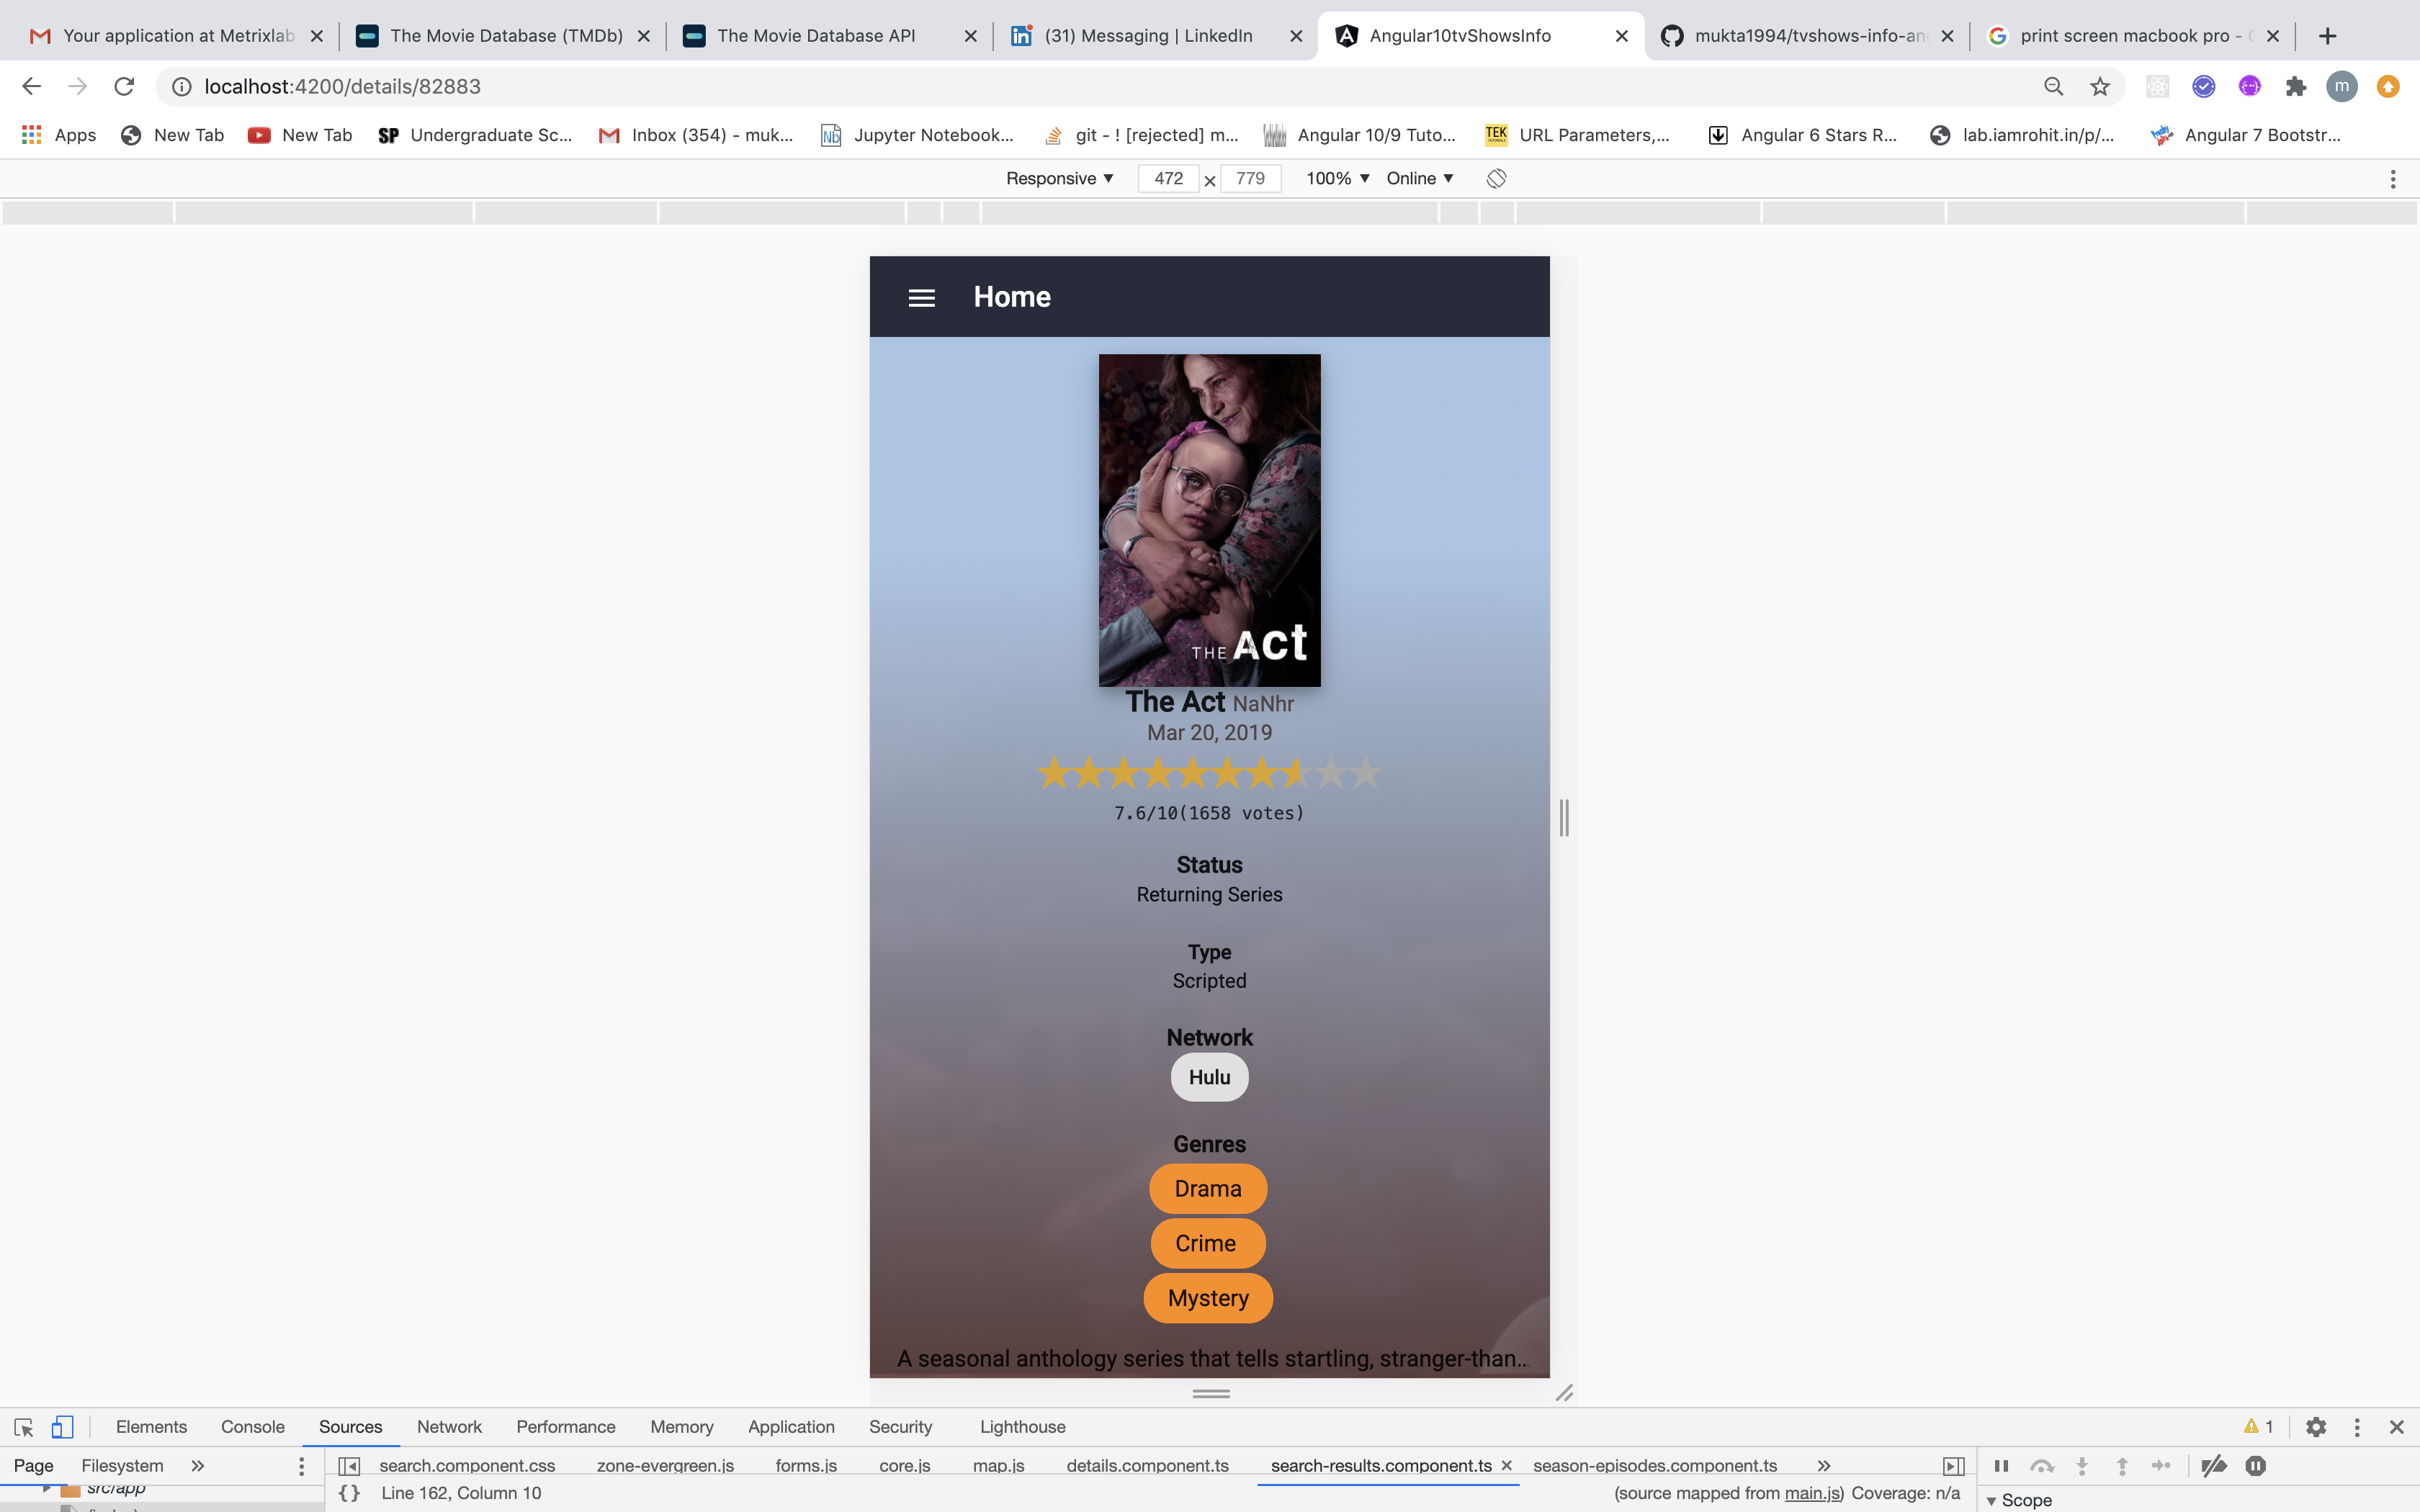 Your application at Metrixlab
The Movie Database (TMDb)
The Movie Database API
(31) Messaging | LinkedIn
Angular10tvShowsInfo
mukta1994/tvshows-info-an
print screen macbook pro -
localhost:4200/details/82883
m
Apps
New Tab
New Tab
SP Undergraduate Sc...
Inbox (354) - muk...
Nb Jupyter Notebook...
git - ! [rejected] m...
Angular 10/9 Tuto...
TEK URL Parameters,...
Angular 6 Stars R...
lab.iamrohit.in/p/...
Angular 7 Bootstr...
Responsive ▼ 472 × 779 100% ▼ Online ▼
Home
THE Act
The Act NaNhr
Mar 20, 2019
7.6/10(1658 votes)
Status
Returning Series
Type
Scripted
Network
Hulu
Genres
Drama
Crime
Mystery
A seasonal anthology series that tells startling, stranger-than...
Elements Console Sources Network Performance Memory Application Security Lighthouse 1
Page Filesystem »
search.component.css zone-evergreen.js forms.js core.js map.js details.component.ts search-results.component.ts × season-episodes.component.ts »
src/app
{} Line 162, Column 10
(source mapped from main.js) Coverage: n/a
▼ Scope